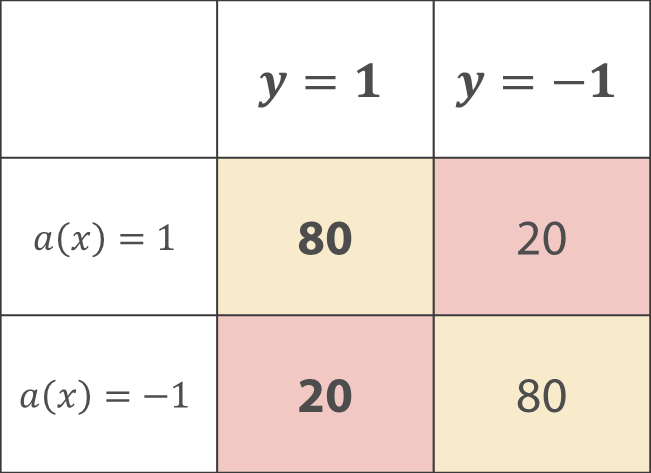 y = 1 y = −1
a(x) = 1 80 20
a(x) = −1 20 80